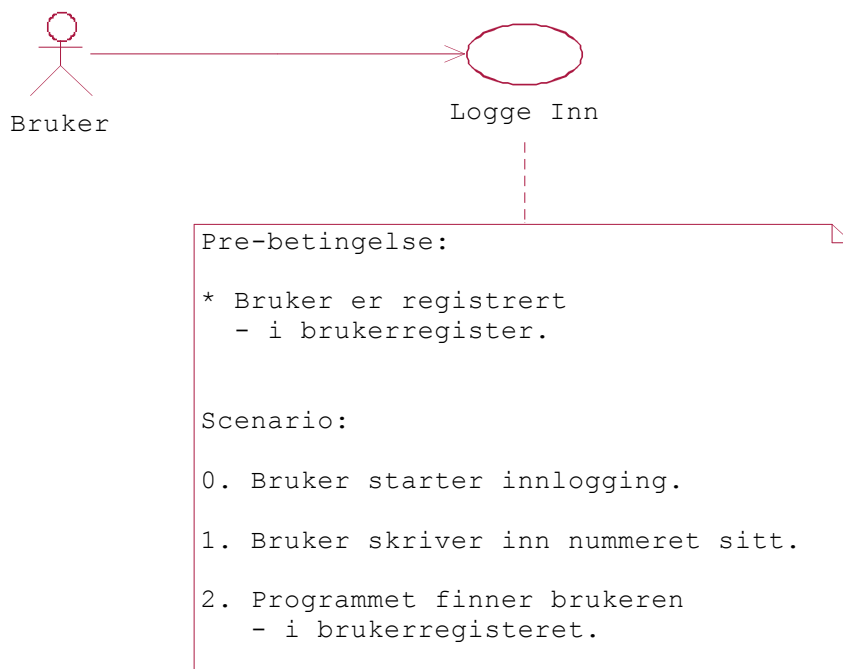 Bruker
Logge Inn
Pre-betingelse:
* Bruker er registrert
- i brukerregister.
Scenario:
0. Bruker starter innlogging.
1. Bruker skriver inn nummeret sitt.
2. Programmet finner brukeren
- i brukerregisteret.